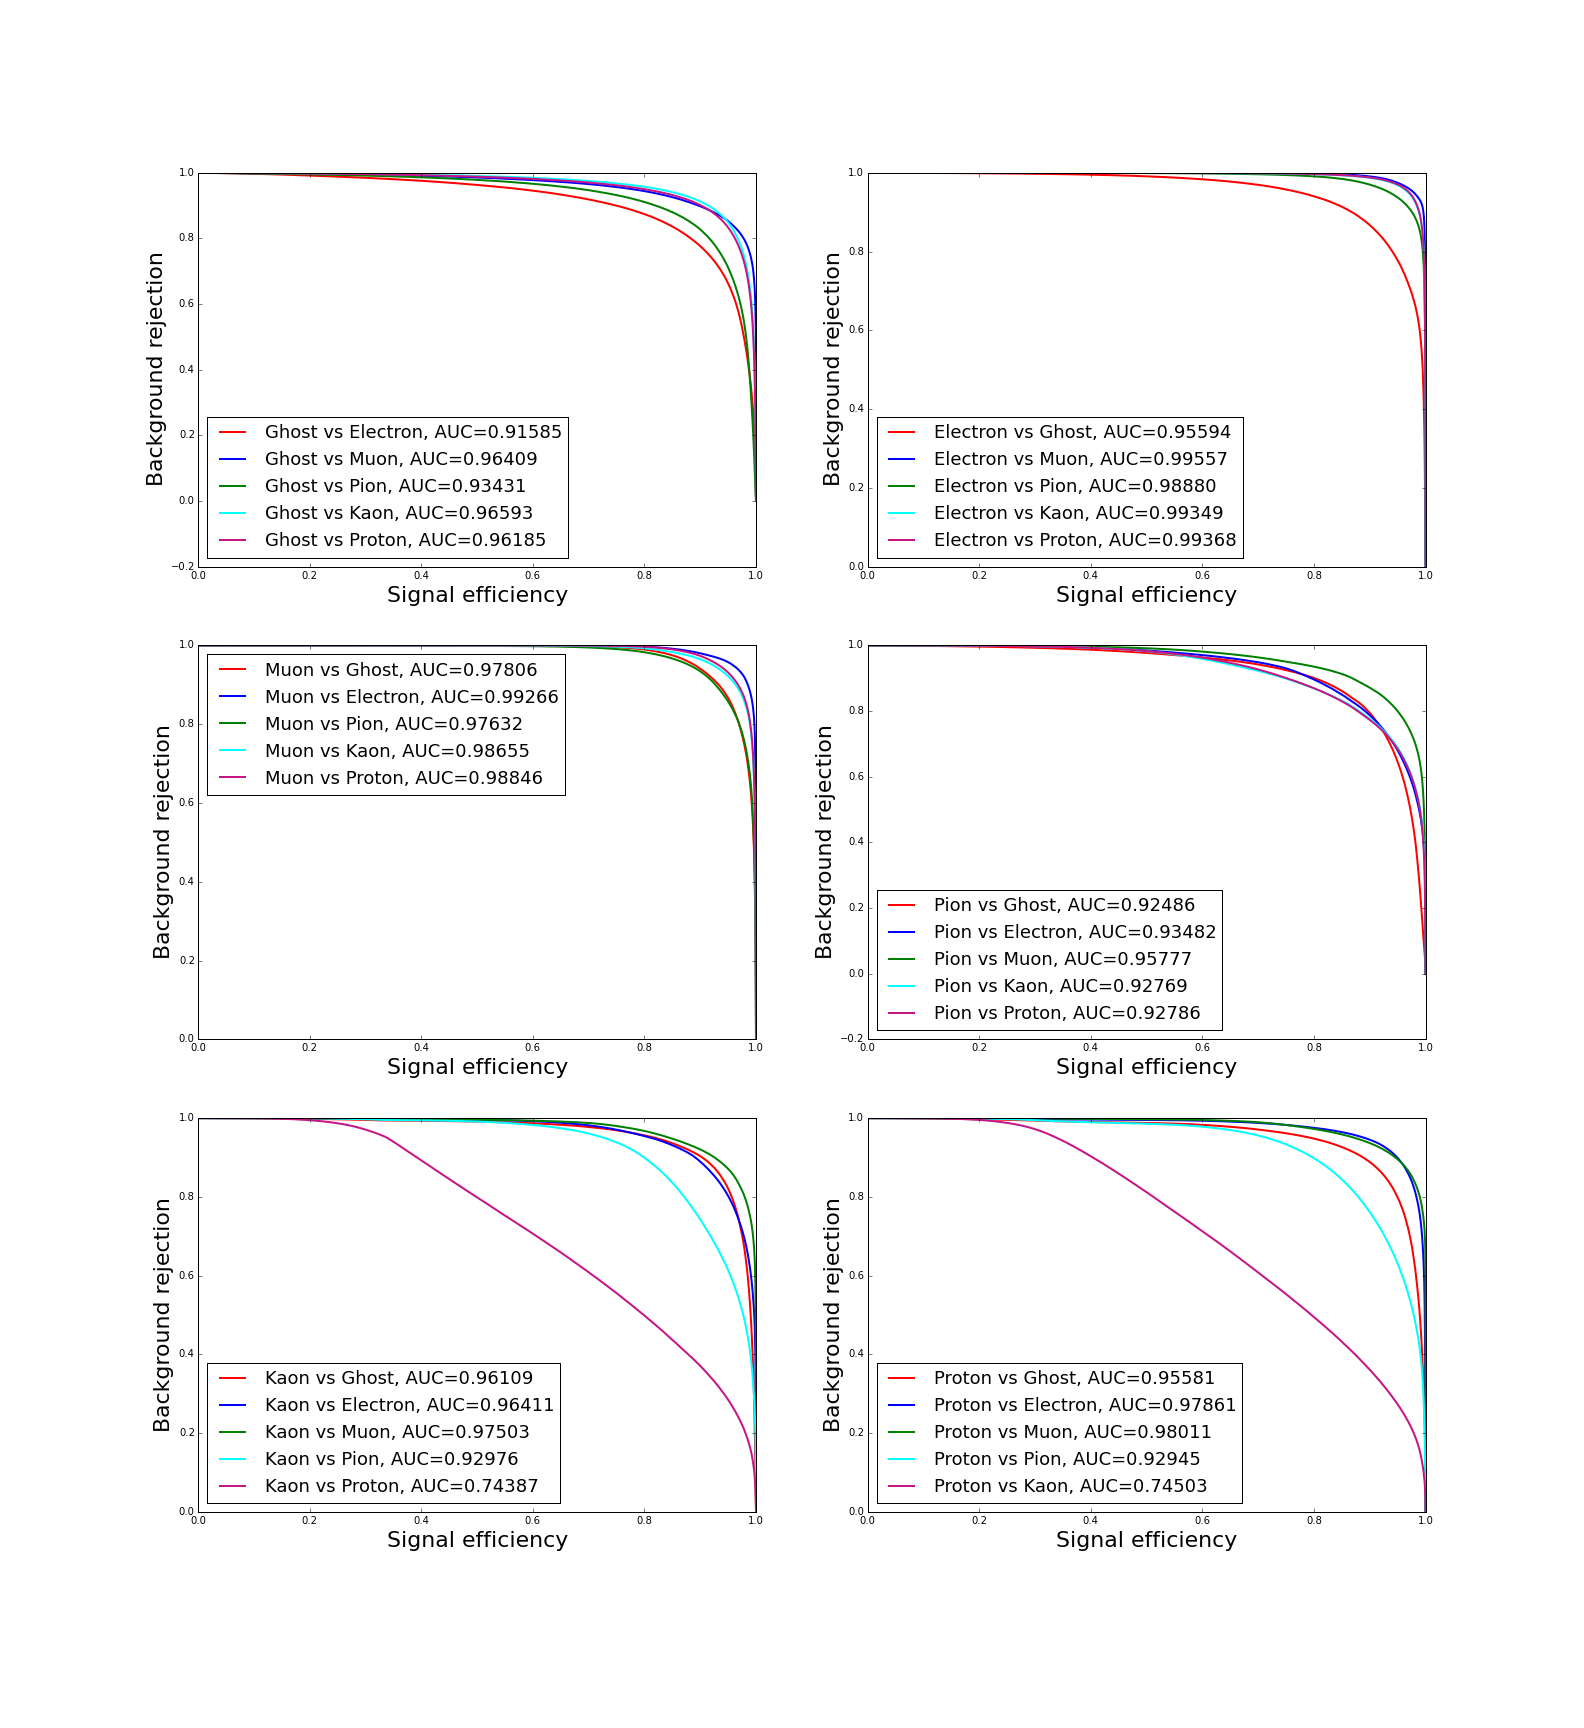 1.0
0.8
0.6
0.4
0.2
0.0
−0.2
0.0
0.2
0.4
0.6
0.8
1.0
Background rejection
Signal efficiency
Ghost vs Electron, AUC=0.91585
Ghost vs Muon, AUC=0.96409
Ghost vs Pion, AUC=0.93431
Ghost vs Kaon, AUC=0.96593
Ghost vs Proton, AUC=0.96185
1.0
0.8
0.6
0.4
0.2
0.0
0.0
0.2
0.4
0.6
0.8
1.0
Background rejection
Signal efficiency
Electron vs Ghost, AUC=0.95594
Electron vs Muon, AUC=0.99557
Electron vs Pion, AUC=0.98880
Electron vs Kaon, AUC=0.99349
Electron vs Proton, AUC=0.99368
1.0
0.8
0.6
0.4
0.2
0.0
0.0
0.2
0.4
0.6
0.8
1.0
Background rejection
Signal efficiency
Muon vs Ghost, AUC=0.97806
Muon vs Electron, AUC=0.99266
Muon vs Pion, AUC=0.97632
Muon vs Kaon, AUC=0.98655
Muon vs Proton, AUC=0.98846
1.0
0.8
0.6
0.4
0.2
0.0
−0.2
0.0
0.2
0.4
0.6
0.8
1.0
Background rejection
Signal efficiency
Pion vs Ghost, AUC=0.92486
Pion vs Electron, AUC=0.93482
Pion vs Muon, AUC=0.95777
Pion vs Kaon, AUC=0.92769
Pion vs Proton, AUC=0.92786
1.0
0.8
0.6
0.4
0.2
0.0
0.0
0.2
0.4
0.6
0.8
1.0
Background rejection
Signal efficiency
Kaon vs Ghost, AUC=0.96109
Kaon vs Electron, AUC=0.96411
Kaon vs Muon, AUC=0.97503
Kaon vs Pion, AUC=0.92976
Kaon vs Proton, AUC=0.74387
1.0
0.8
0.6
0.4
0.2
0.0
0.0
0.2
0.4
0.6
0.8
1.0
Background rejection
Signal efficiency
Proton vs Ghost, AUC=0.95581
Proton vs Electron, AUC=0.97861
Proton vs Muon, AUC=0.98011
Proton vs Pion, AUC=0.92945
Proton vs Kaon, AUC=0.74503